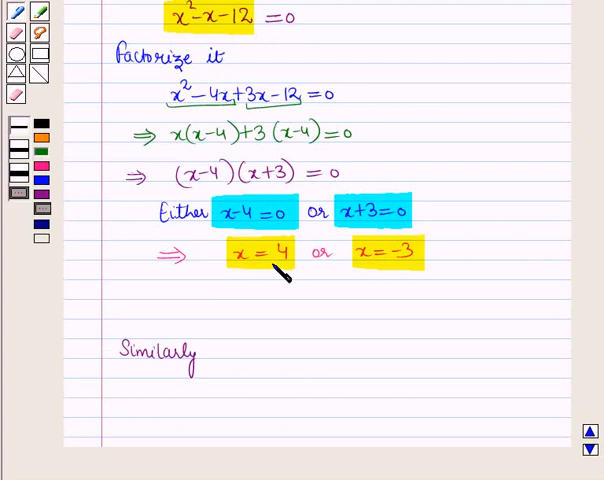 x²-x-12 = 0
Factorize it
x²-4x+3x-12=0
⇒ x(x-4)+3(x-4)=0
⇒ (x-4)(x+3) = 0
Either x-4=0 or x+3=0
⇒ x = 4 or x = -3
Similarly